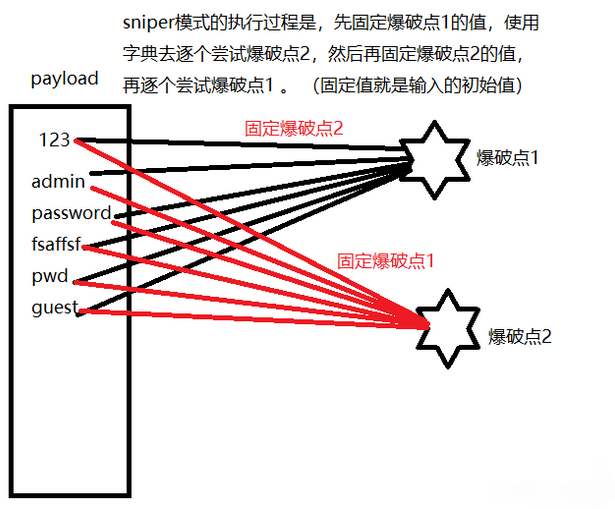 sniper模式的执行过程是，先固定爆破点1的值，使用
字典去逐个尝试爆破点2，然后再固定爆破点2的值，
再逐个尝试爆破点1 。 （固定值就是输入的初始值）
payload
固定爆破点2
123
爆破点1
admin
password
fsaffsf
固定爆破点1
pwd
guest
爆破点2